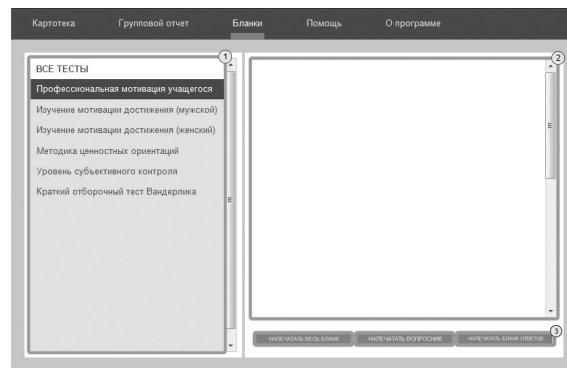 Картотека Групповой отчет Бланки Помощь О программе
1
2
ВСЕ ТЕСТЫ
Профессиональная мотивация учащегося
Изучение мотивации достижения (мужской)
Изучение мотивации достижения (женский)
Методика ценностных ориентаций
Уровень субъективного контроля
Краткий отборочный тест Вандерлика
3
НАПЕЧАТАТЬ ВЕСЬ БЛАНК НАПЕЧАТАТЬ ВОПРОСНИК НАПЕЧАТАТЬ БЛАНК ОТВЕТОВ